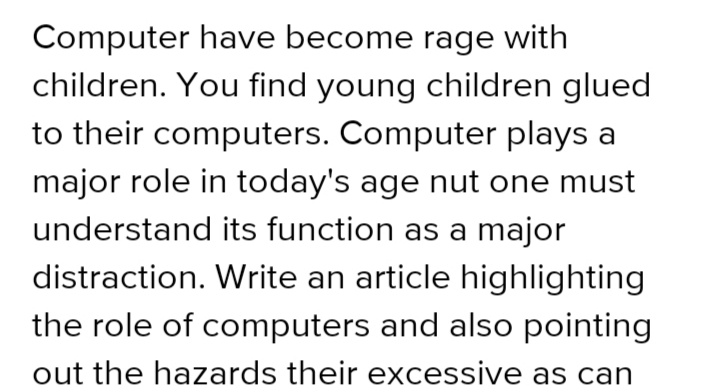 Computer have become rage with
children. You find young children glued
to their computers. Computer plays a
major role in today's age nut one must
understand its function as a major
distraction. Write an article highlighting
the role of computers and also pointing
out the hazards their excessive as can